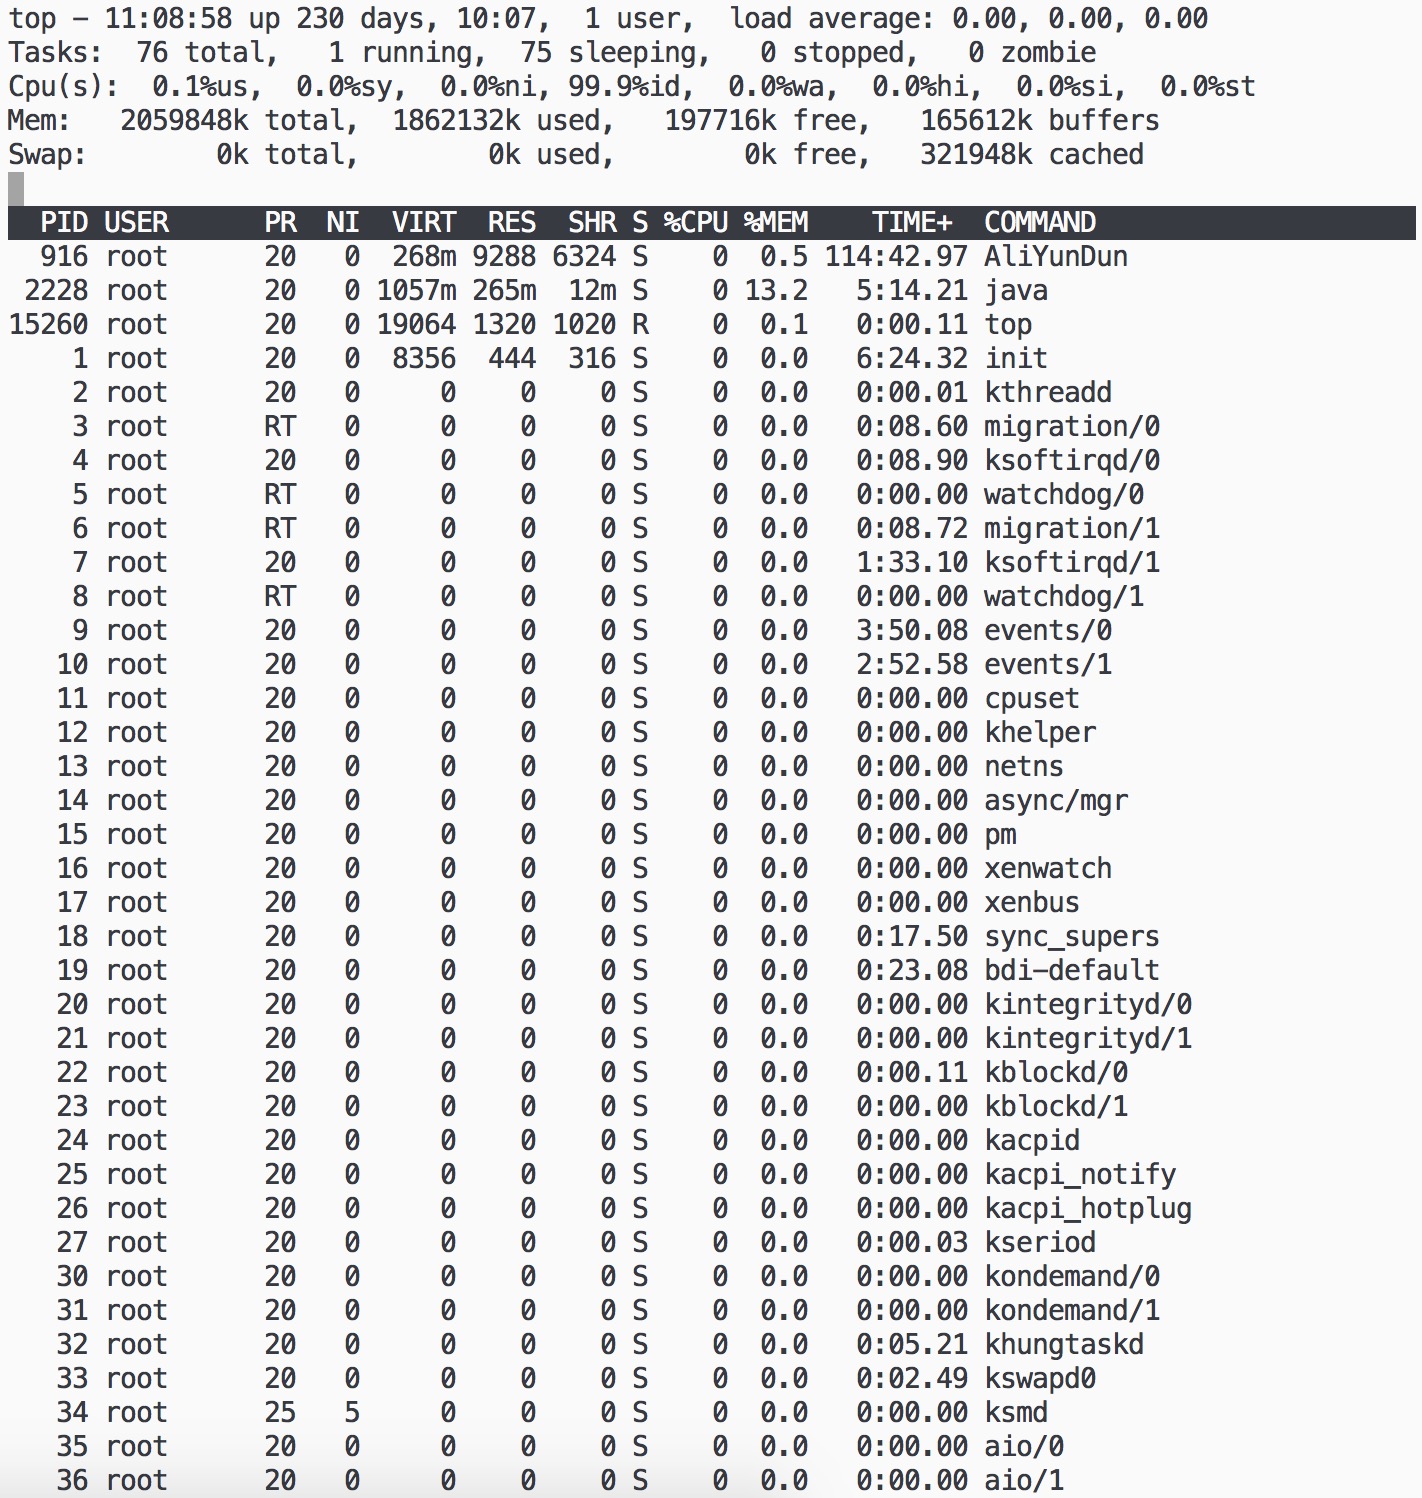 top - 11:08:58 up 230 days, 10:07,  1 user,  load average: 0.00, 0.00, 0.00
Tasks:  76 total,   1 running,  75 sleeping,   0 stopped,   0 zombie
Cpu(s):  0.1%us,  0.0%sy,  0.0%ni, 99.9%id,  0.0%wa,  0.0%hi,  0.0%si,  0.0%st
Mem:   2059848k total,  1862132k used,   197716k free,   165612k buffers
Swap:        0k total,        0k used,        0k free,   321948k cached
  PID USER      PR  NI  VIRT  RES  SHR S %CPU %MEM    TIME+  COMMAND
  916 root      20   0  268m 9288 6324 S    0  0.5 114:42.97 AliYunDun
 2228 root      20   0 1057m 265m  12m S    0 13.2   5:14.21 java
15260 root      20   0 19064 1320 1020 R    0  0.1   0:00.11 top
    1 root      20   0  8356  444  316 S    0  0.0   6:24.32 init
    2 root      20   0     0    0    0 S    0  0.0   0:00.01 kthreadd
    3 root      RT   0     0    0    0 S    0  0.0   0:08.60 migration/0
    4 root      20   0     0    0    0 S    0  0.0   0:08.90 ksoftirqd/0
    5 root      RT   0     0    0    0 S    0  0.0   0:00.00 watchdog/0
    6 root      RT   0     0    0    0 S    0  0.0   0:08.72 migration/1
    7 root      20   0     0    0    0 S    0  0.0   1:33.10 ksoftirqd/1
    8 root      RT   0     0    0    0 S    0  0.0   0:00.00 watchdog/1
    9 root      20   0     0    0    0 S    0  0.0   3:50.08 events/0
   10 root      20   0     0    0    0 S    0  0.0   2:52.58 events/1
   11 root      20   0     0    0    0 S    0  0.0   0:00.00 cpuset
   12 root      20   0     0    0    0 S    0  0.0   0:00.00 khelper
   13 root      20   0     0    0    0 S    0  0.0   0:00.00 netns
   14 root      20   0     0    0    0 S    0  0.0   0:00.00 async/mgr
   15 root      20   0     0    0    0 S    0  0.0   0:00.00 pm
   16 root      20   0     0    0    0 S    0  0.0   0:00.00 xenwatch
   17 root      20   0     0    0    0 S    0  0.0   0:00.00 xenbus
   18 root      20   0     0    0    0 S    0  0.0   0:17.50 sync_supers
   19 root      20   0     0    0    0 S    0  0.0   0:23.08 bdi-default
   20 root      20   0     0    0    0 S    0  0.0   0:00.00 kintegrityd/0
   21 root      20   0     0    0    0 S    0  0.0   0:00.00 kintegrityd/1
   22 root      20   0     0    0    0 S    0  0.0   0:00.11 kblockd/0
   23 root      20   0     0    0    0 S    0  0.0   0:00.00 kblockd/1
   24 root      20   0     0    0    0 S    0  0.0   0:00.00 kacpid
   25 root      20   0     0    0    0 S    0  0.0   0:00.00 kacpi_notify
   26 root      20   0     0    0    0 S    0  0.0   0:00.00 kacpi_hotplug
   27 root      20   0     0    0    0 S    0  0.0   0:00.03 kseriod
   30 root      20   0     0    0    0 S    0  0.0   0:00.00 kondemand/0
   31 root      20   0     0    0    0 S    0  0.0   0:00.00 kondemand/1
   32 root      20   0     0    0    0 S    0  0.0   0:05.21 khungtaskd
   33 root      20   0     0    0    0 S    0  0.0   0:02.49 kswapd0
   34 root      25   5     0    0    0 S    0  0.0   0:00.00 ksmd
   35 root      20   0     0    0    0 S    0  0.0   0:00.00 aio/0
   36 root      20   0     0    0    0 S    0  0.0   0:00.00 aio/1